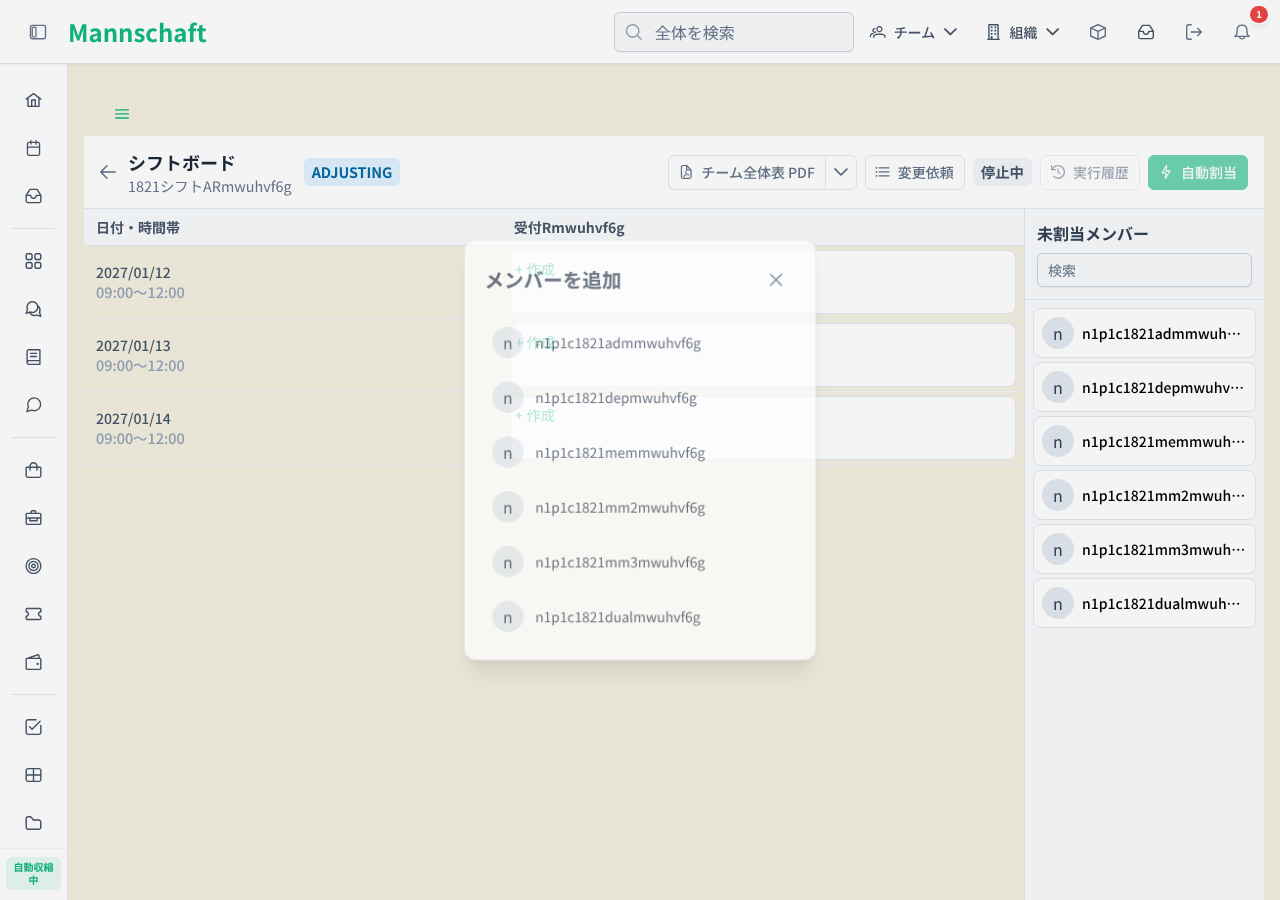 Mannschaft
全体を検索
チーム
組織
1
シフトボード
1821シフトARmwuhvf6g
ADJUSTING
チーム全体表 PDF
変更依頼
停止中
実行履歴
自動割当
日付・時間帯
受付Rmwuhvf6g
2027/01/12
09:00〜12:00
+ 作成
2027/01/13
09:00〜12:00
+ 作成
2027/01/14
09:00〜12:00
+ 作成
メンバーを追加
n n1p1c1821admmwuhvf6g
n n1p1c1821depmwuhvf6g
n n1p1c1821memmwuhvf6g
n n1p1c1821mm2mwuhvf6g
n n1p1c1821mm3mwuhvf6g
n n1p1c1821dualmwuhvf6g
未割当メンバー
検索
n n1p1c1821admmwuh…
n n1p1c1821depmwuhv…
n n1p1c1821memmwuh…
n n1p1c1821mm2mwuh…
n n1p1c1821mm3mwuh…
n n1p1c1821dualmwuh…
自動収縮
中